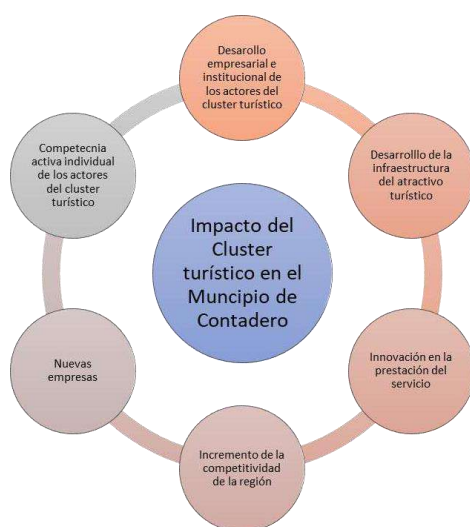 Desarollo
empresarial e
institucional de
los actores del
cluster turístico
Desarrolllo de la
infraestructura
del atractivo
turístico
Innovación en la
prestación del
servicio
Incremento de la
competitividad
de la región
Nuevas
empresas
Competecnia
activa individual
de los actores
del cluster
turístico
Impacto del
Cluster
turístico en el
Muncipio de
Contadero